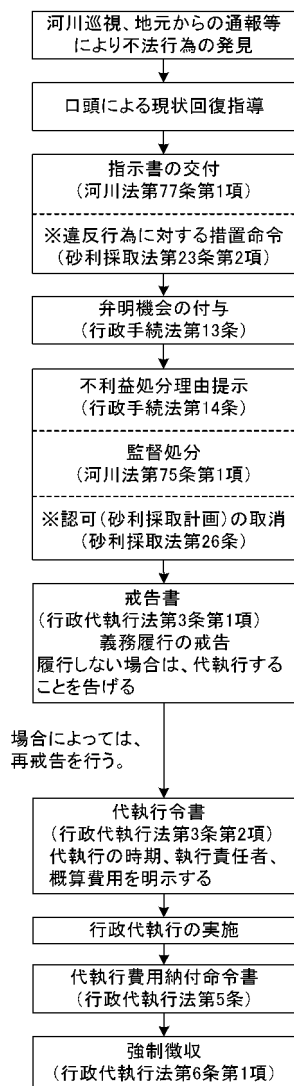 河川巡視、地元からの通報等
により不法行為の発見
口頭による現状回復指導
指示書の交付
(河川法第77条第1項)
※違反行為に対する措置命令
(砂利採取法第23条第2項)
弁明機会の付与
(行政手続法第13条)
不利益処分理由提示
(行政手続法第14条)
監督処分
(河川法第75条第1項)
※認可(砂利採取計画)の取消
(砂利採取法第26条)
戒告書
(行政代執行法第3条第1項)
義務履行の戒告
履行しない場合は、代執行する
ことを告げる
場合によっては、
再戒告を行う。
代執行令書
(行政代執行法第3条第2項)
代執行の時期、執行責任者、
概算費用を明示する
行政代執行の実施
代執行費用納付命令書
(行政代執行法第5条)
強制徴収
(行政代執行法第6条第1項)